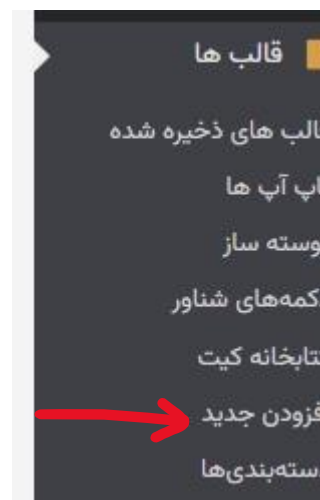 قالب ها
الب های ذخیره شده
اپ آپ ها
وسته ساز
کمه‌های شناور
تابخانه کیت
فزودن جدید
سته‌بندی‌ها